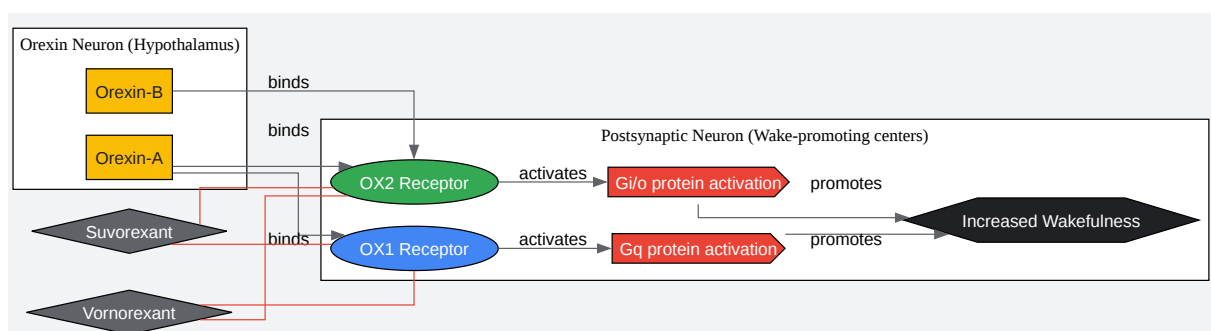 Orexin Neuron (Hypothalamus)
Orexin-B
binds
Orexin-A
binds
Postsynaptic Neuron (Wake-promoting centers)
OX2 Receptor
activates
Gi/o protein activation
promotes
Suvorexant
binds
OX1 Receptor
activates
Gq protein activation
promotes
Increased Wakefulness
Vornorexant